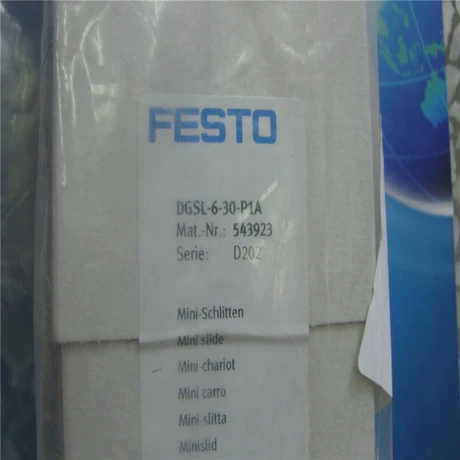 FESTO
DGSL-6-30-P1A
Mat.-Nr.: 543923
Serie: D202
Mini-Schlitten
Mini slide
Mini-chariot
Mini carro
Mini-slitta
Minislid